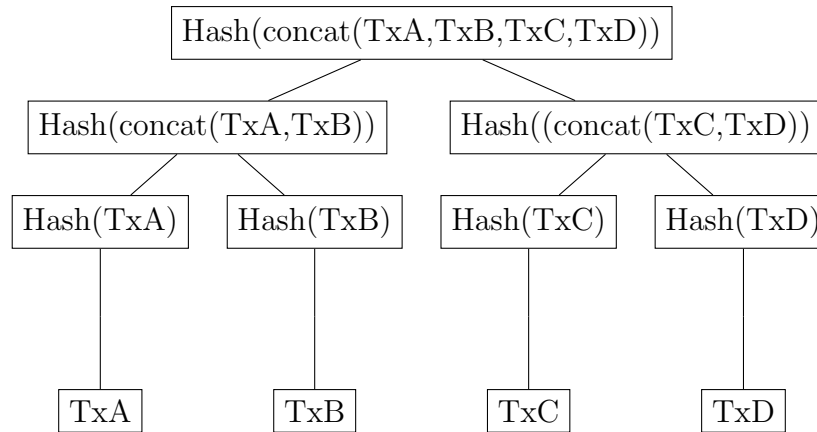 Hash(concat(TxA,TxB,TxC,TxD))
Hash(concat(TxA,TxB))
Hash((concat(TxC,TxD))
Hash(TxA)
Hash(TxB)
Hash(TxC)
Hash(TxD)
TxA
TxB
TxC
TxD